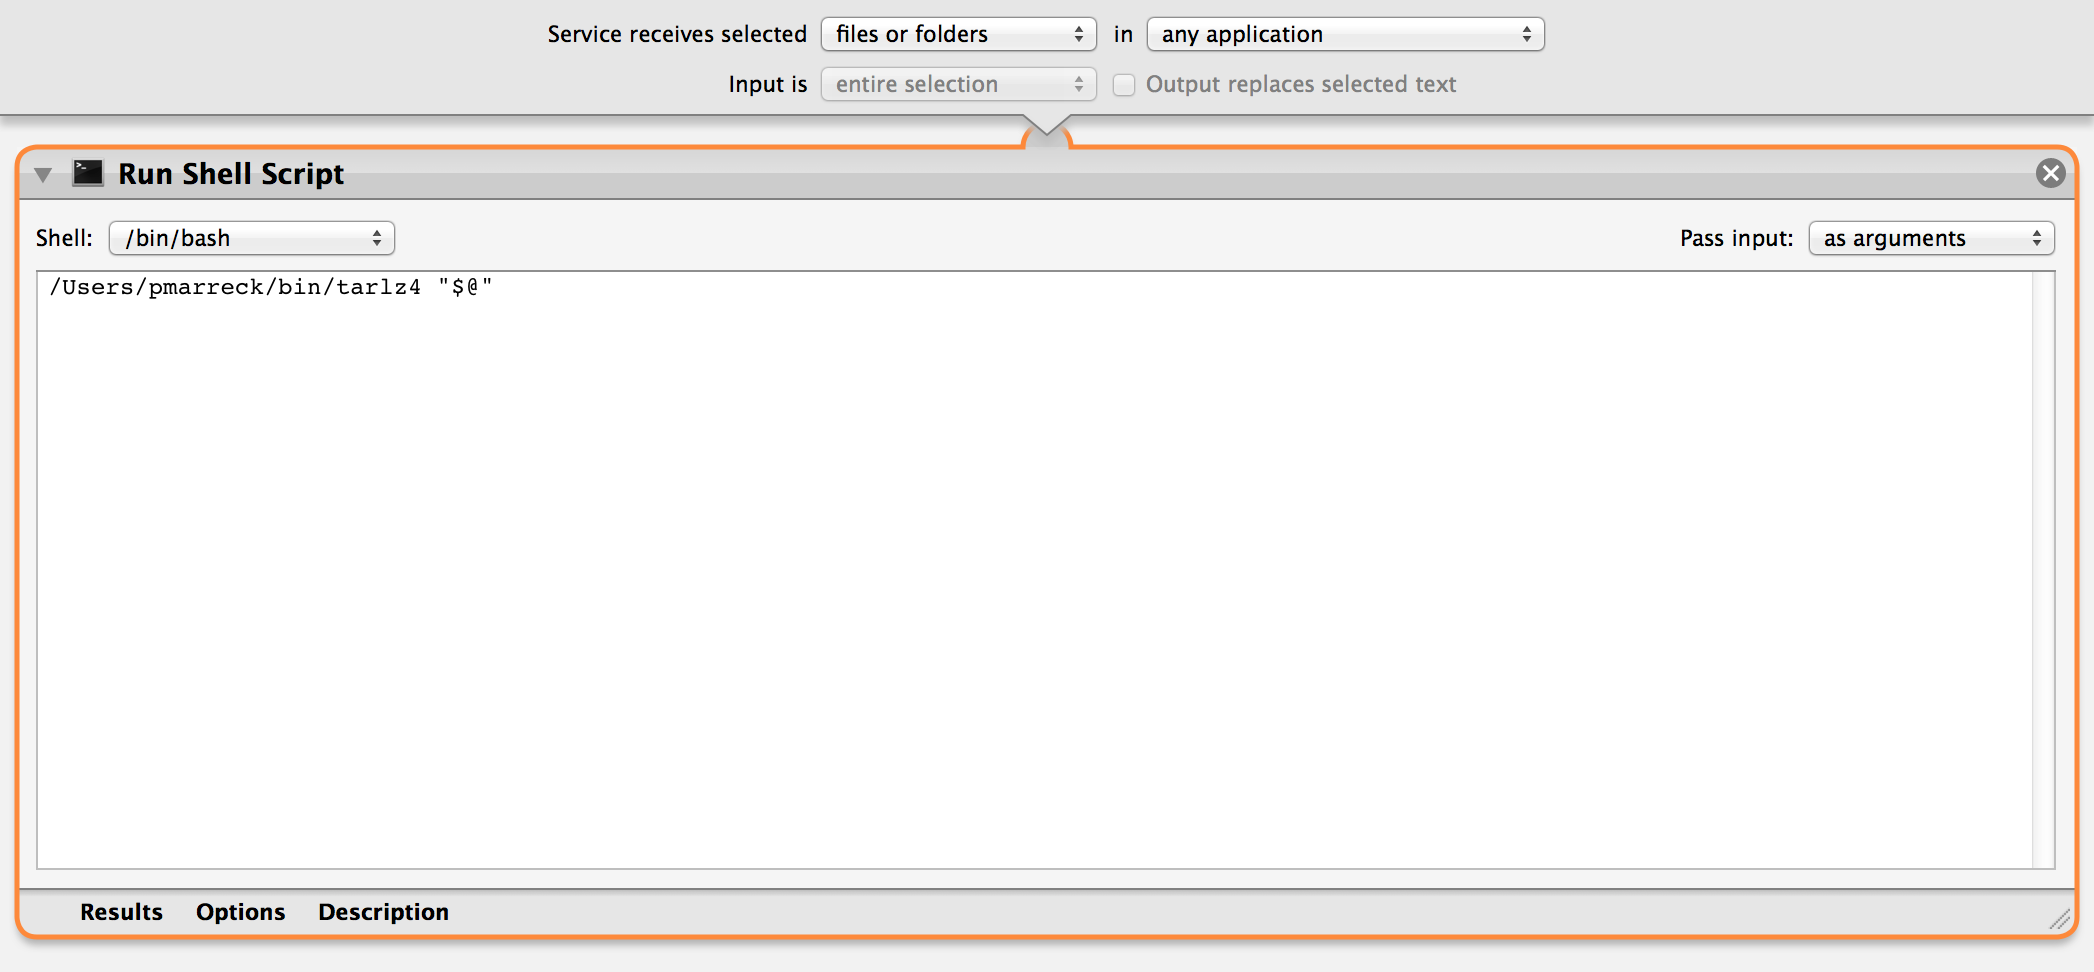 Service receives selected files or folders in any application
Input is entire selection Output replaces selected text
Run Shell Script
Shell: /bin/bash Pass input: as arguments
/Users/pmarreck/bin/tarlz4 "$@"
Results Options Description